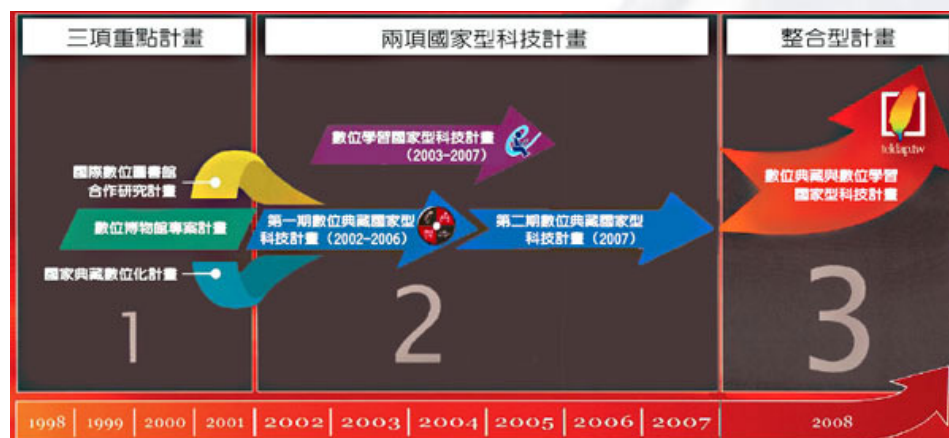 三項重點計畫
兩項國家型科技計畫
整合型計畫
國際數位圖書館
合作研究計畫
數位博物館專案計畫
國家典藏數位化計畫
1
數位學習國家型科技計畫
(2003-2007)
第一期數位典藏國家型
科技計畫(2002-2006)
第二期數位典藏國家型
科技計畫(2007)
2
teldap.tw
數位典藏與數位學習
國家型科技計畫
3
1998 1999 2000 2001 2002 2003 2004 2005 2006 2007 2008